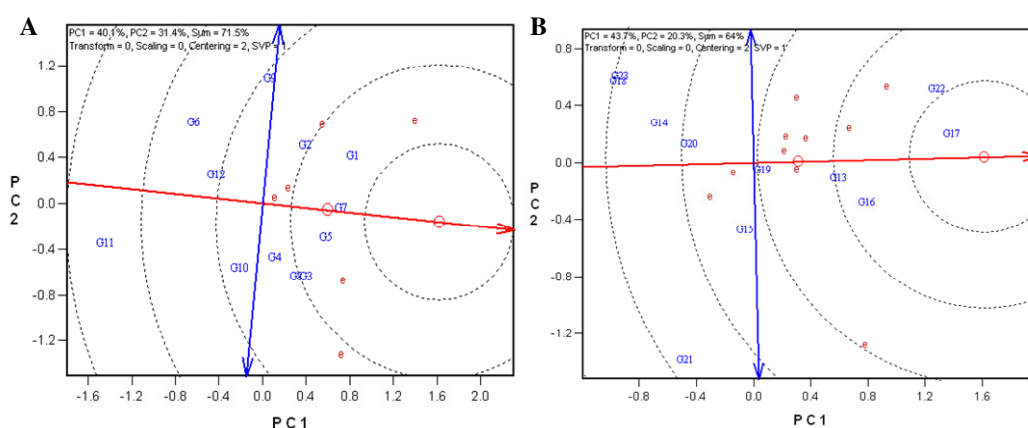 A
PC1 = 40.1%, PC2 = 31.4%, Sum = 71.5%
Transform = 0, Scaling = 0, Centering = 2, SVP = 1
1.2
0.8
0.4
0.0
-0.4
-0.8
-1.2
P
C
2
G9
G6
G2
G1
G12
G7
G11
G5
G4
G10
G8
G3
e
e
e
e
e
e
-1.6
-0.8
0.0
0.4
0.8
1.2
1.6
2.0
P C 1
B
PC1 = 43.7%, PC2 = 20.3%, Sum = 64%
Transform = 0, Scaling = 0, Centering = 2, SVP = 1
0.8
0.4
0.0
-0.4
-0.8
-1.2
P
C
2
G23
G18
G22
G14
G17
G20
G19
G13
G16
G15
G21
e
e
e
e
e
e
e
e
e
e
-0.8
-0.4
0.0
0.4
0.8
1.2
1.6
P C 1